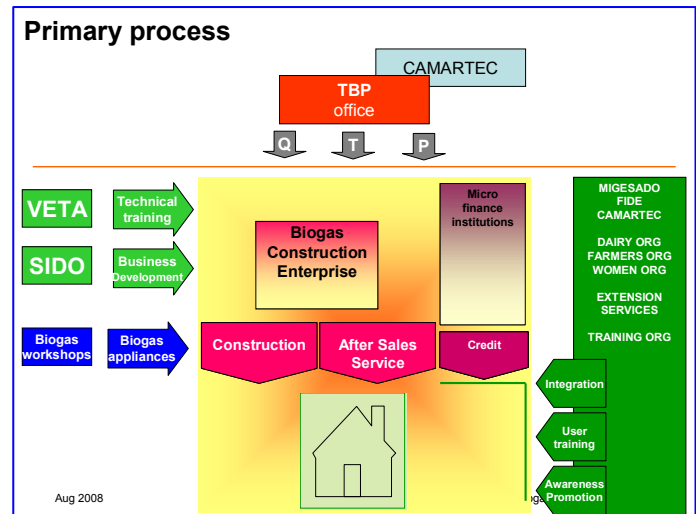 Primary process
CAMARTEC
TBP
office
Q
T
P
VETA
Technical
training
SIDO
Business
Development
Biogas
workshops
Biogas
appliances
Biogas
Construction
Enterprise
Micro
finance
institutions
Construction
After Sales
Service
Credit
MIGESADO
FIDE
CAMARTEC
DAIRY ORG
FARMERS ORG
WOMEN ORG
EXTENSION
SERVICES
TRAINING ORG
Integration
User
training
Awareness
Promotion
Aug 2008